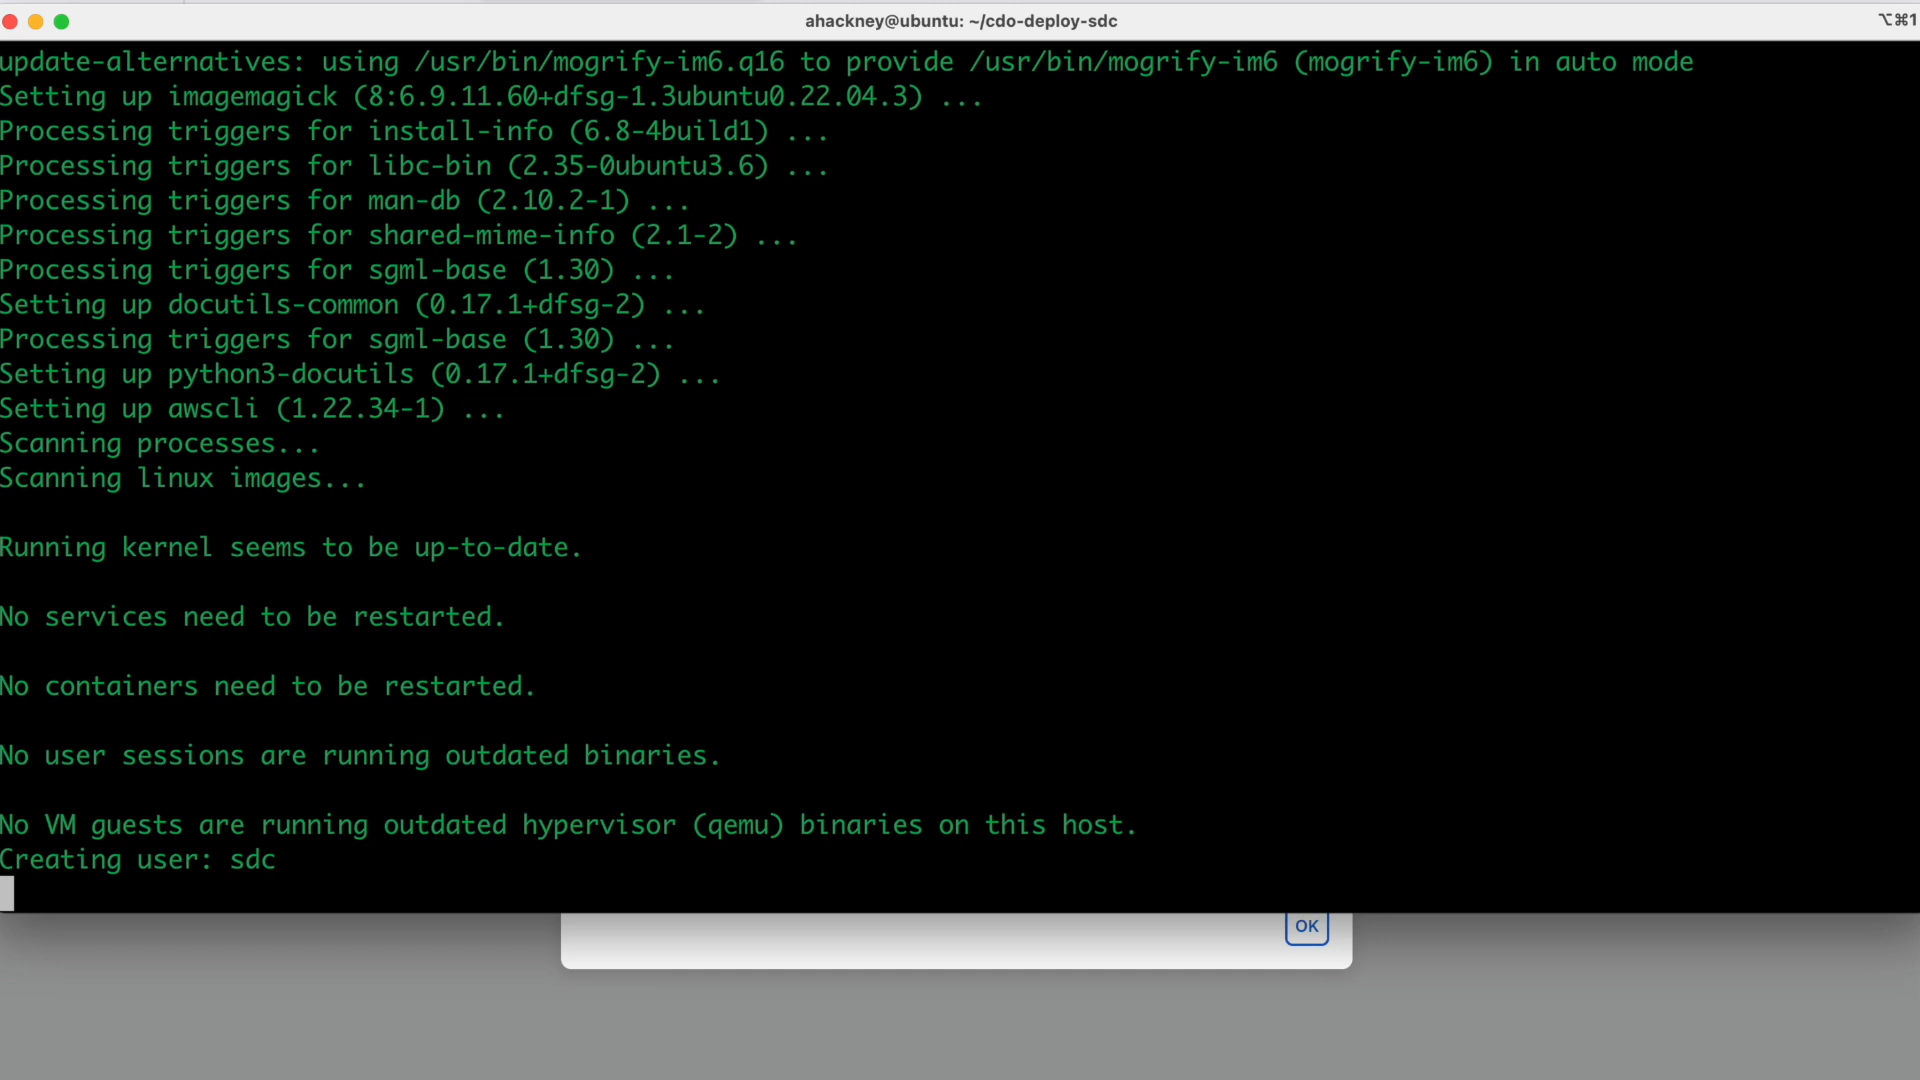 ahackney@ubuntu: ~/cdo-deploy-sdc
⌥⌘1
update-alternatives: using /usr/bin/mogrify-im6.q16 to provide /usr/bin/mogrify-im6 (mogrify-im6) in auto mode
Setting up imagemagick (8:6.9.11.60+dfsg-1.3ubuntu0.22.04.3) ...
Processing triggers for install-info (6.8-4build1) ...
Processing triggers for libc-bin (2.35-0ubuntu3.6) ...
Processing triggers for man-db (2.10.2-1) ...
Processing triggers for shared-mime-info (2.1-2) ...
Processing triggers for sgml-base (1.30) ...
Setting up docutils-common (0.17.1+dfsg-2) ...
Processing triggers for sgml-base (1.30) ...
Setting up python3-docutils (0.17.1+dfsg-2) ...
Setting up awscli (1.22.34-1) ...
Scanning processes...
Scanning linux images...
Running kernel seems to be up-to-date.
No services need to be restarted.
No containers need to be restarted.
No user sessions are running outdated binaries.
No VM guests are running outdated hypervisor (qemu) binaries on this host.
Creating user: sdc
OK